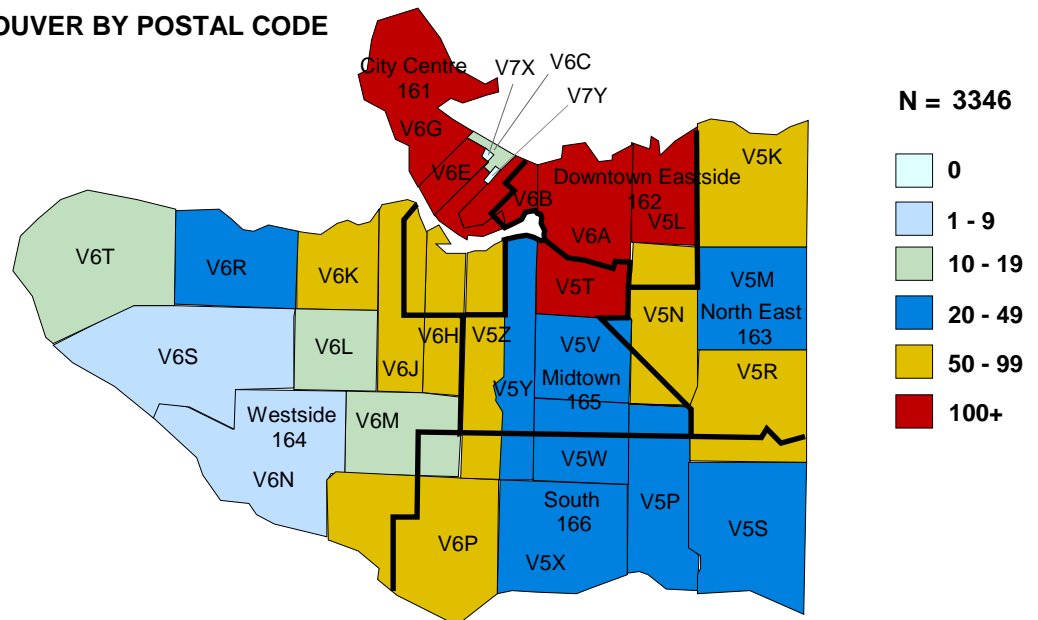 OUVER BY POSTAL CODE
City Centre
161
V7X
V6C
V7Y
V6G
V6E
V6B
Downtown Eastside
162
V5L
V6A
V5K
V6T
V6R
V6K
V5T
V5M
North East
163
V6S
V6L
V6J
V6H
V5Z
V5Y
V5V
Midtown
165
V5N
V5R
Westside
164
V6M
V6N
V5W
V6P
South
166
V5X
V5P
V5S
N = 3346
0
1 - 9
10 - 19
20 - 49
50 - 99
100+